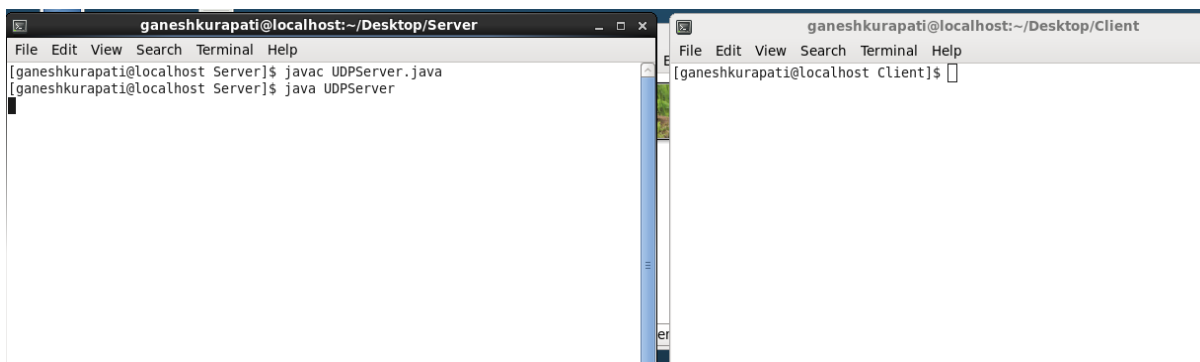 ganeshkurapati@localhost:~/Desktop/Server
File Edit View Search Terminal Help
[ganeshkurapati@localhost Server]$ javac UDPServer.java
[ganeshkurapati@localhost Server]$ java UDPServer
ganeshkurapati@localhost:~/Desktop/Client
File Edit View Search Terminal Help
[ganeshkurapati@localhost Client]$